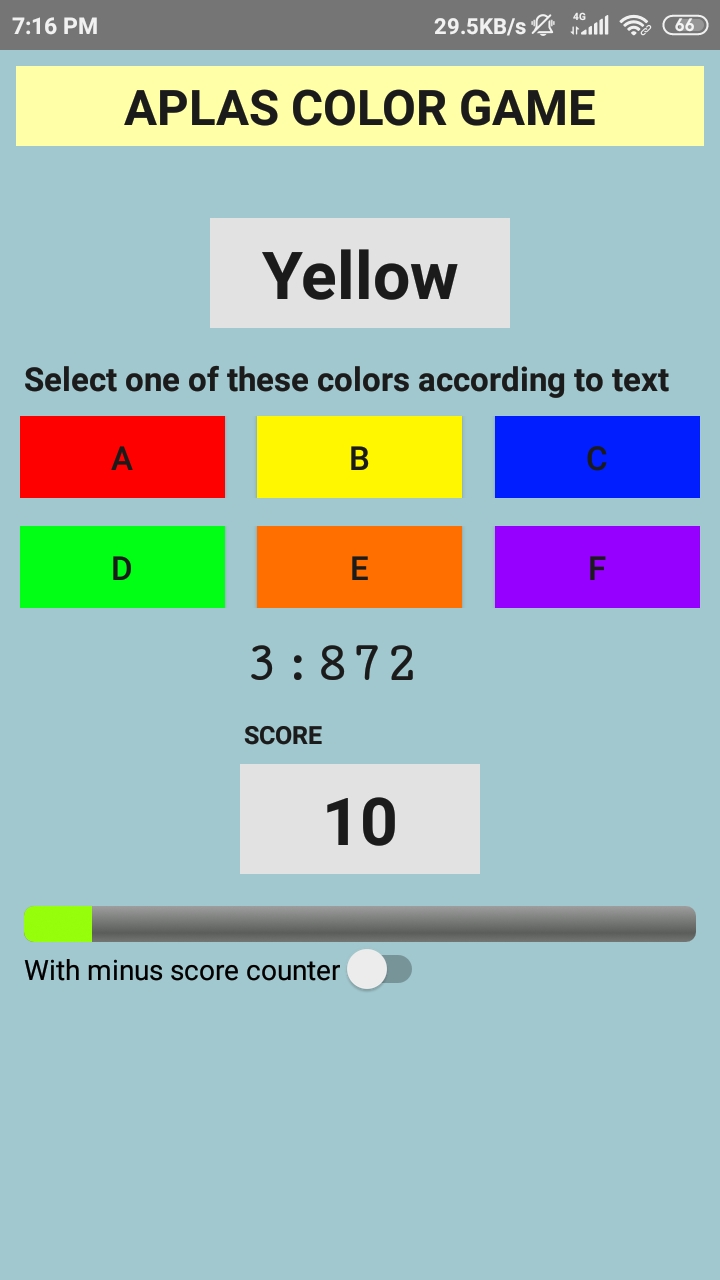 7:16 PM 29.5KB/s 4G 66
APLAS COLOR GAME
Yellow
Select one of these colors according to text
A B C
D E F
3:872
SCORE
10
With minus score counter